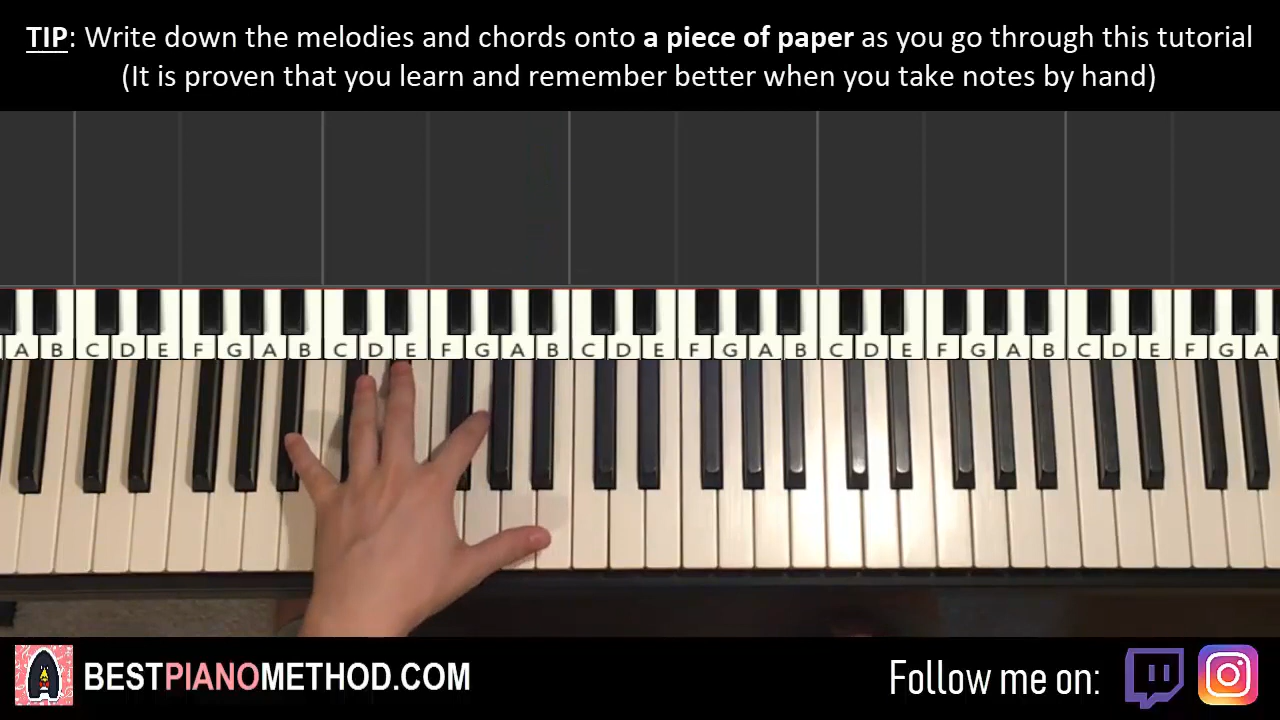 TIP: Write down the melodies and chords onto a piece of paper as you go through this tutorial
(It is proven that you learn and remember better when you take notes by hand)
A B C D E F G A B C D E F G A B C D E F G A B C D E F G A B C D E F G A
BESTPIANOMETHOD.COM
Follow me on: